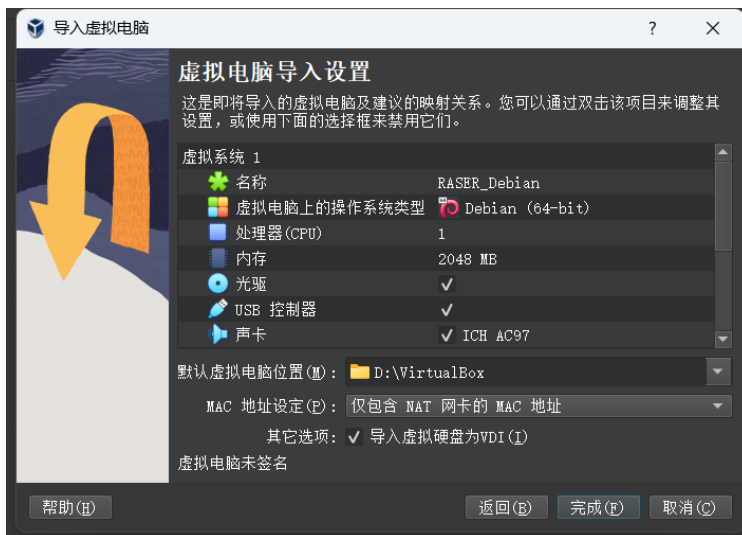 导入虚拟电脑
虚拟电脑导入设置
这是即将导入的虚拟电脑及建议的映射关系。您可以通过双击该项目来调整其
设置，或使用下面的选择框来禁用它们。
虚拟系统 1
名称 RASER_Debian
虚拟电脑上的操作系统类型 Debian (64-bit)
处理器(CPU) 1
内存 2048 MB
光驱
USB 控制器
声卡 ICH AC97
默认虚拟电脑位置(M)： D:\VirtualBox
MAC 地址设定(P)： 仅包含 NAT 网卡的 MAC 地址
其它选项： 导入虚拟硬盘为VDI(I)
虚拟电脑未签名
帮助(H) 返回(B) 完成(F) 取消(C)